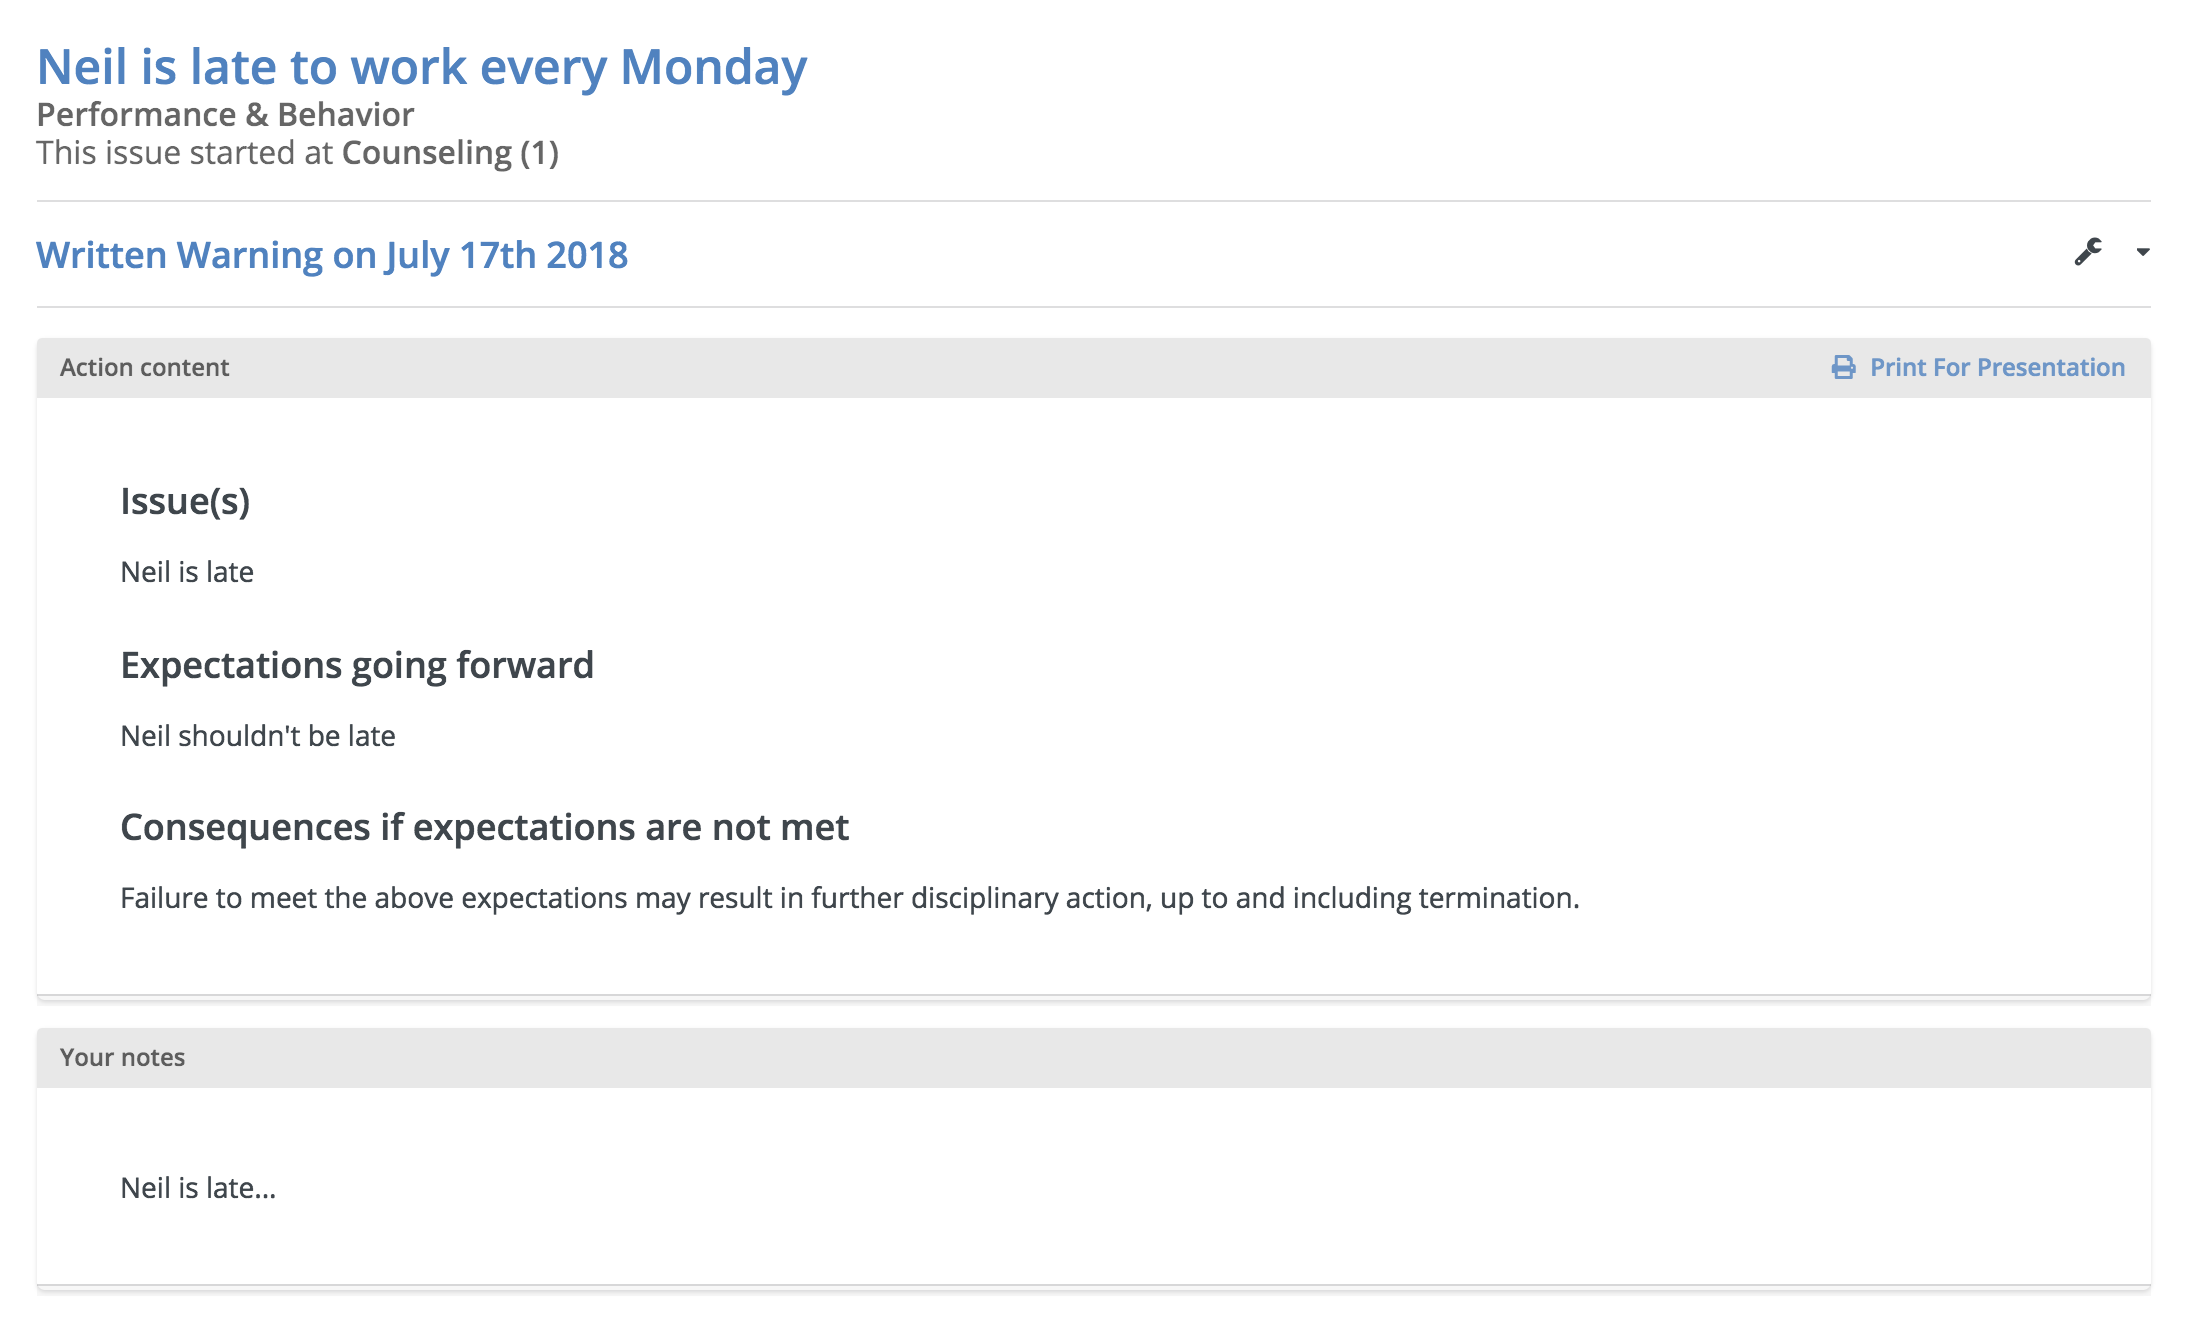 Neil is late to work every Monday
Performance & Behavior
This issue started at Counseling (1)
Written Warning on July 17th 2018
Action content
Print For Presentation
Issue(s)
Neil is late
Expectations going forward
Neil shouldn't be late
Consequences if expectations are not met
Failure to meet the above expectations may result in further disciplinary action, up to and including termination.
Your notes
Neil is late...